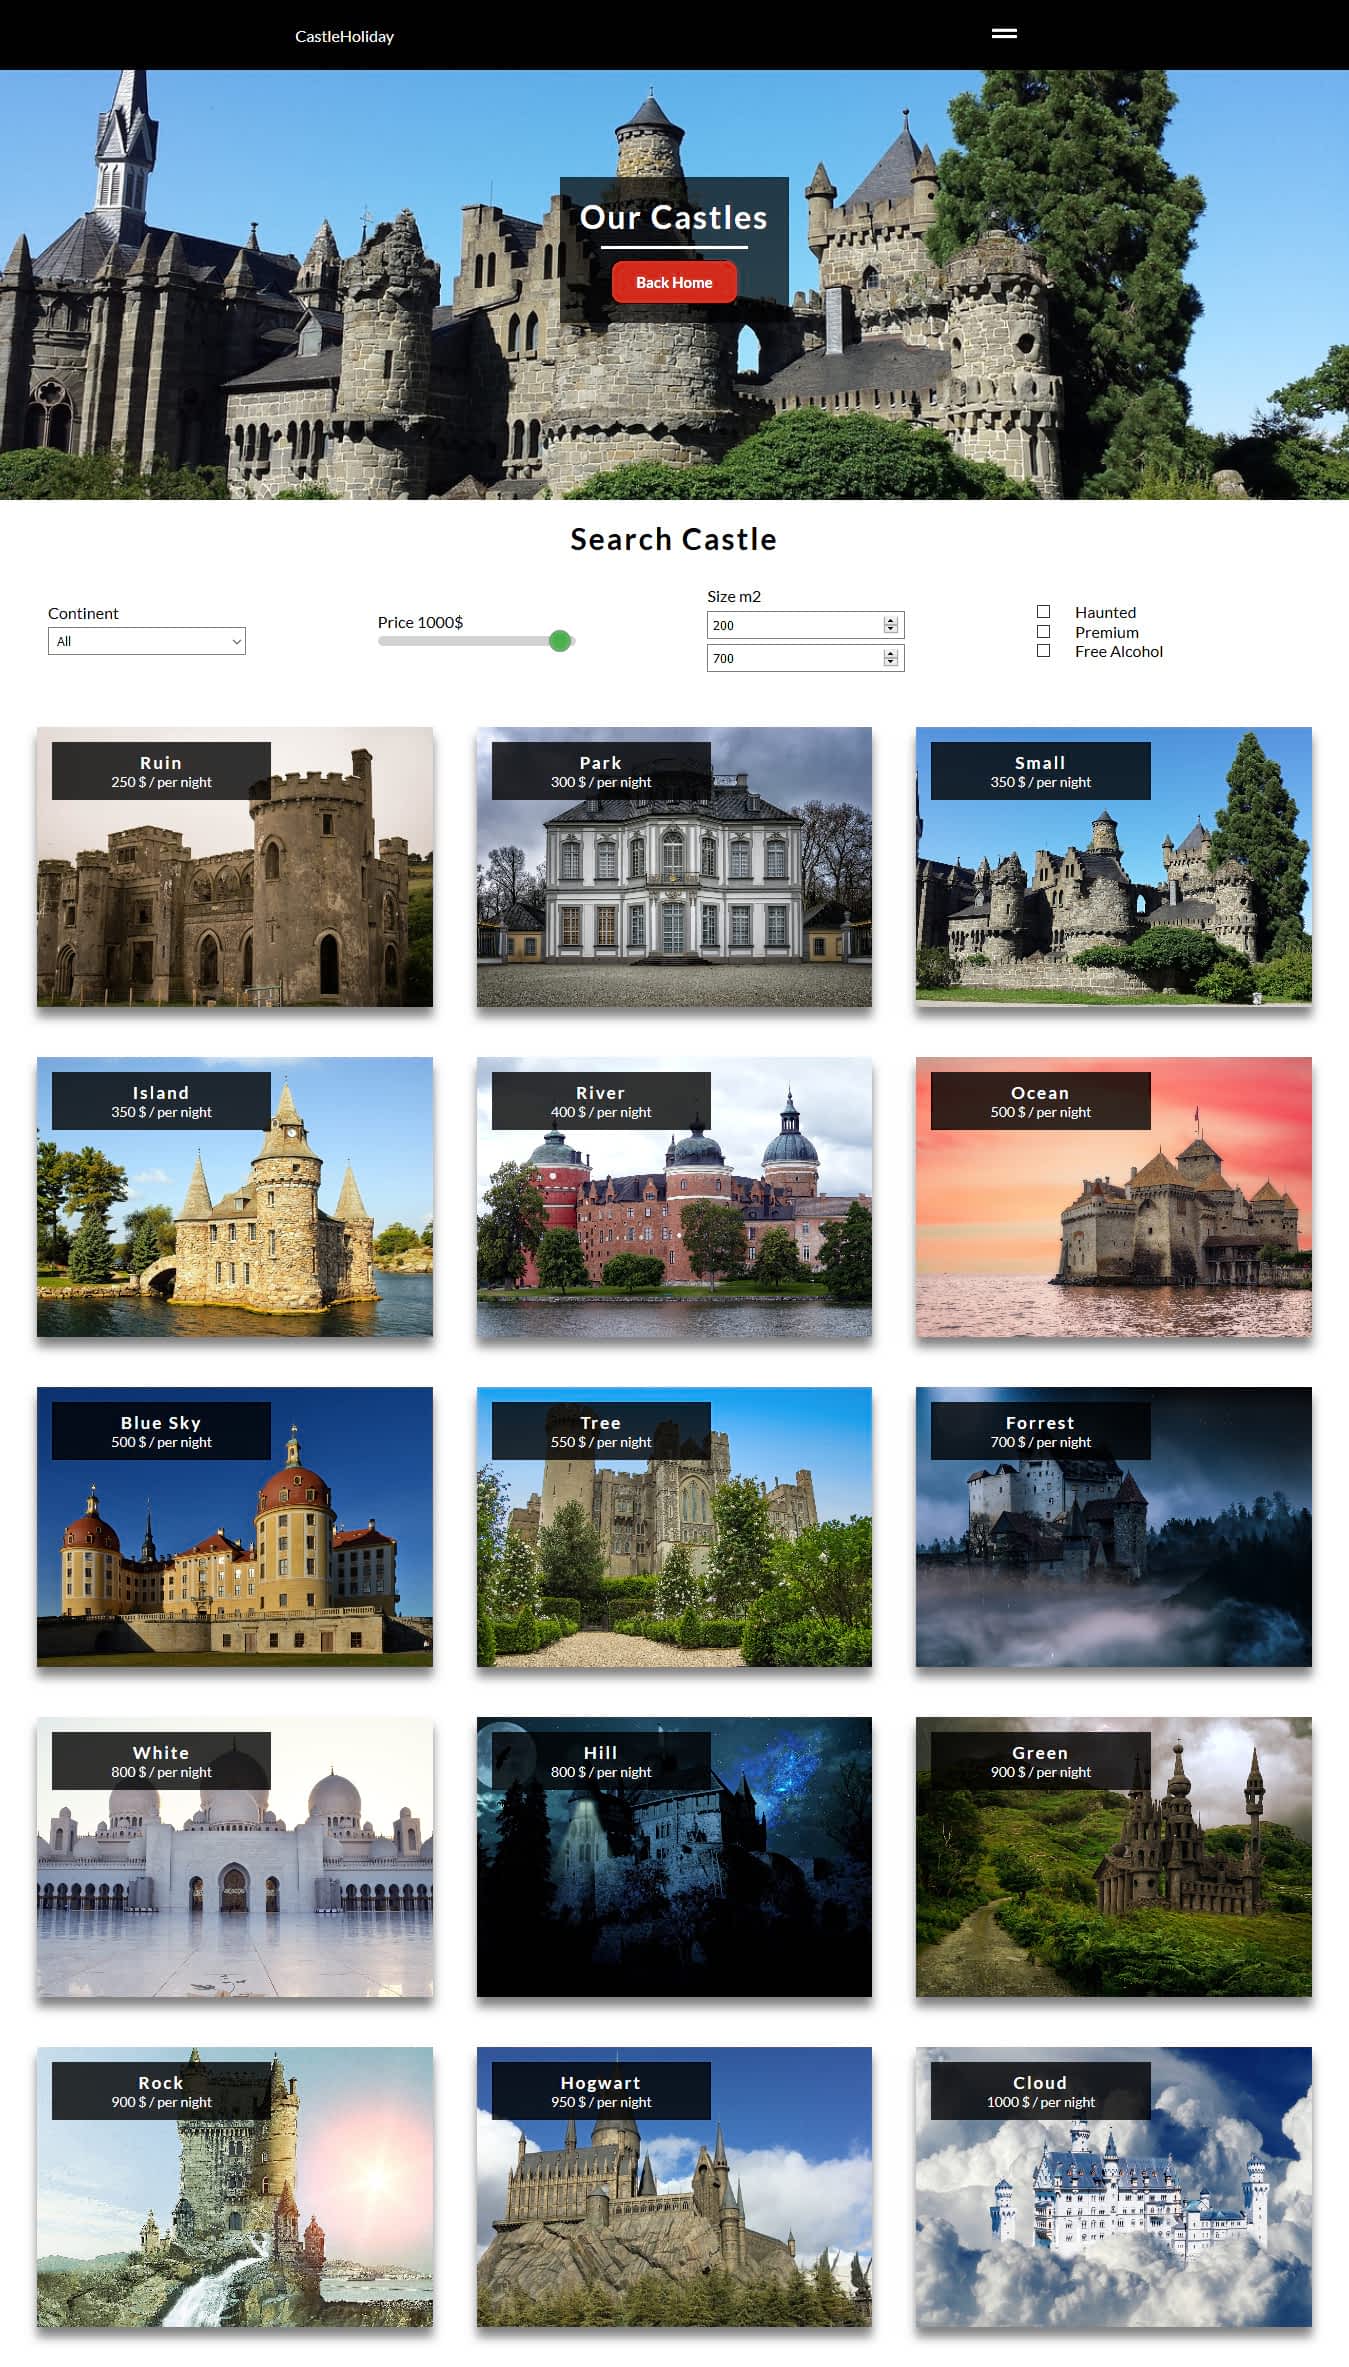 CastleHoliday
Our Castles
Back Home
Search Castle
Continent
All
Price 1000$
Size m2
200
700
Haunted
Premium
Free Alcohol
Ruin
250 $ / per night
Park
300 $ / per night
Small
350 $ / per night
Island
350 $ / per night
River
400 $ / per night
Ocean
500 $ / per night
Blue Sky
500 $ / per night
Tree
550 $ / per night
Forrest
700 $ / per night
White
800 $ / per night
Hill
800 $ / per night
Green
900 $ / per night
Rock
900 $ / per night
Hogwart
950 $ / per night
Cloud
1000 $ / per night